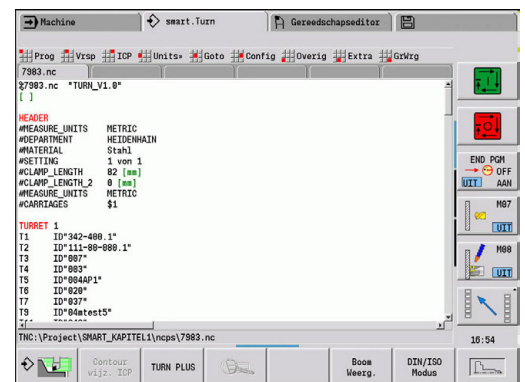 Machine
smart.Turn
Gereedschapseditor
Prog Vrsp ICP Units» Goto Config Overig Extra GrWrg
7983.nc
%7983.nc "TURN_V1.0"
[ ]
HEADER
#MEASURE_UNITS METRIC
#DEPARTMENT HEIDENHAIN
#MATERIAL Stahl
#SETTING 1 von 1
#CLAMP_LENGTH 82 [mm]
#CLAMP_LENGTH_2 0 [mm]
#MEASURE_UNITS METRIC
#CARRIAGES $1
TURRET 1
T1 ID"342-400.1"
T2 ID"111-80-080.1"
T3 ID"007"
T4 ID"003"
T5 ID"004AP1"
T6 ID"020"
T7 ID"037"
T9 ID"04mtest5"
TNC:\Project\SMART_KAPITEL1\ncps\7983.nc
END PGM
OFF
UIT AAN
M07
UIT
M08
UIT
16:54
Contour
wijz. ICP
TURN PLUS
Boom
Weerg.
DIN/ISO
Modus